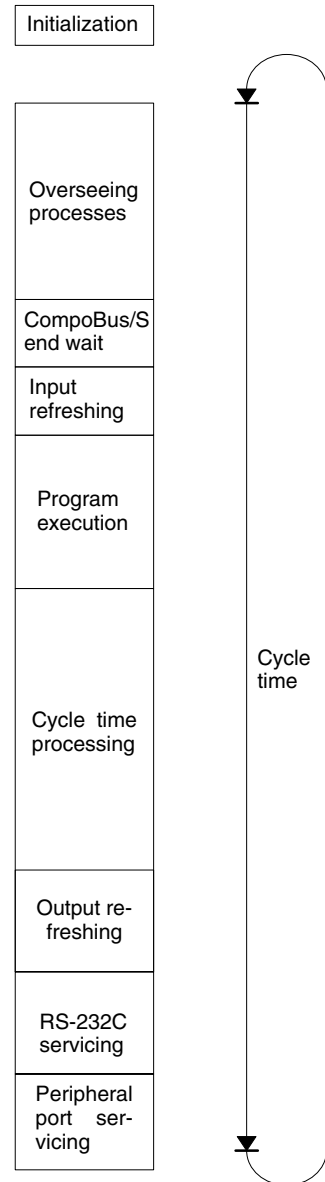 Initialization
Overseeing
processes
CompoBus/S
end wait
Input
refreshing
Program
execution
Cycle time
processing
Output re-
freshing
RS-232C
servicing
Peripheral
port ser-
vicing
Cycle
time